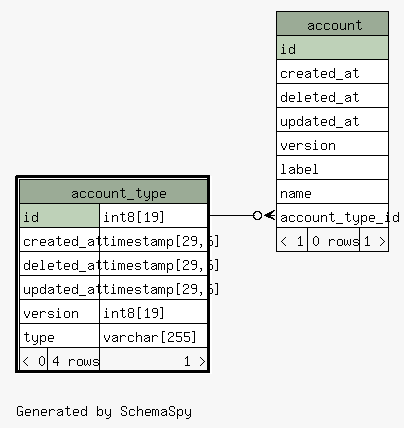 account
id
created_at
deleted_at
updated_at
version
label
name
account_type_id
< 1 0 rows 1 >
account_type
id int8[19]
created_at timestamp[29,6]
deleted_at timestamp[29,6]
updated_at timestamp[29,6]
version int8[19]
type varchar[255]
< 0 4 rows 1 >
Generated by SchemaSpy